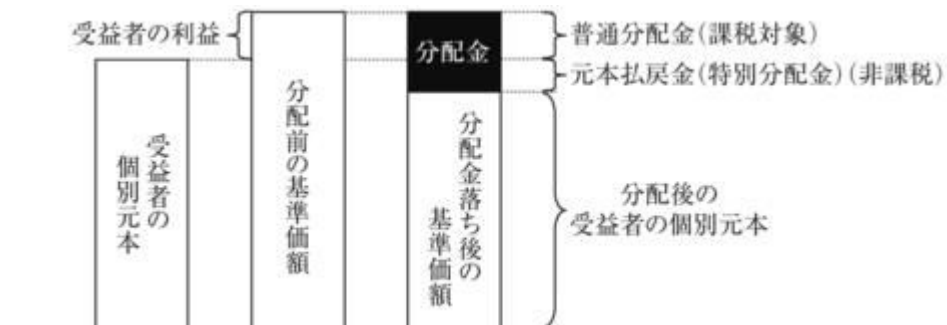 受益者の利益
分配金
普通分配金(課税対象)
元本払戻金(特別分配金)(非課税)
受益者の
個別元本
分配前の基準価額
分配金落ち後の
基準価額
分配後の
受益者の個別元本